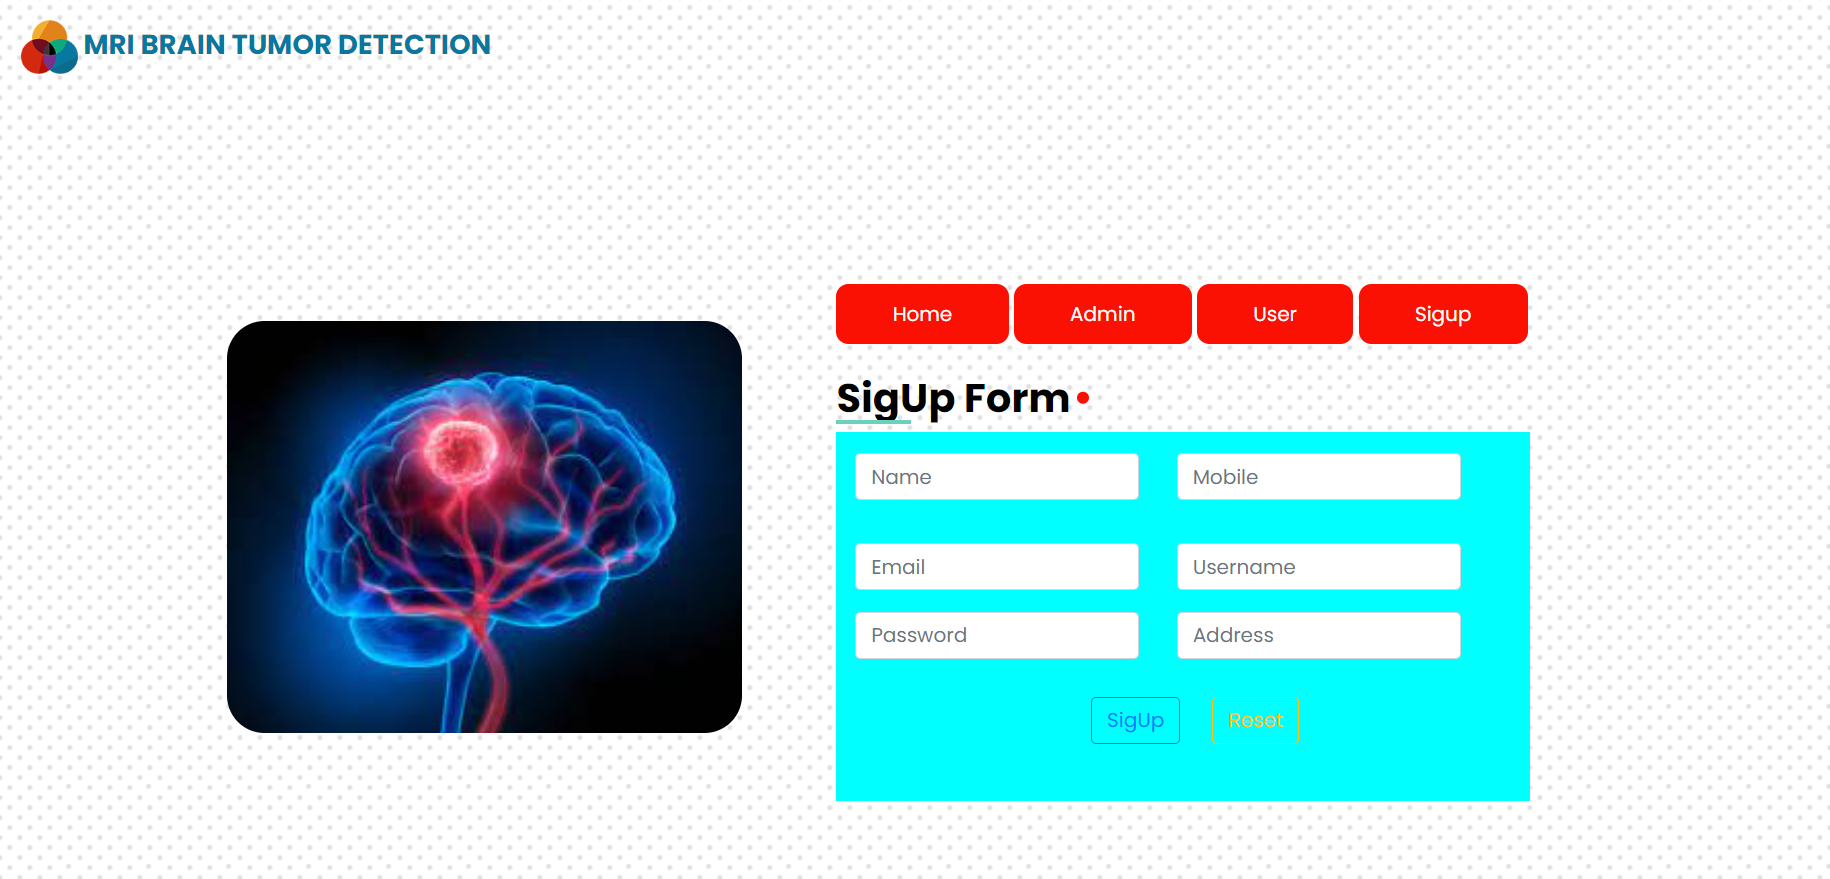 MRI BRAIN TUMOR DETECTION
Home Admin User Sigup
SigUp Form
Name Mobile
Email Username
Password Address
SigUp Reset